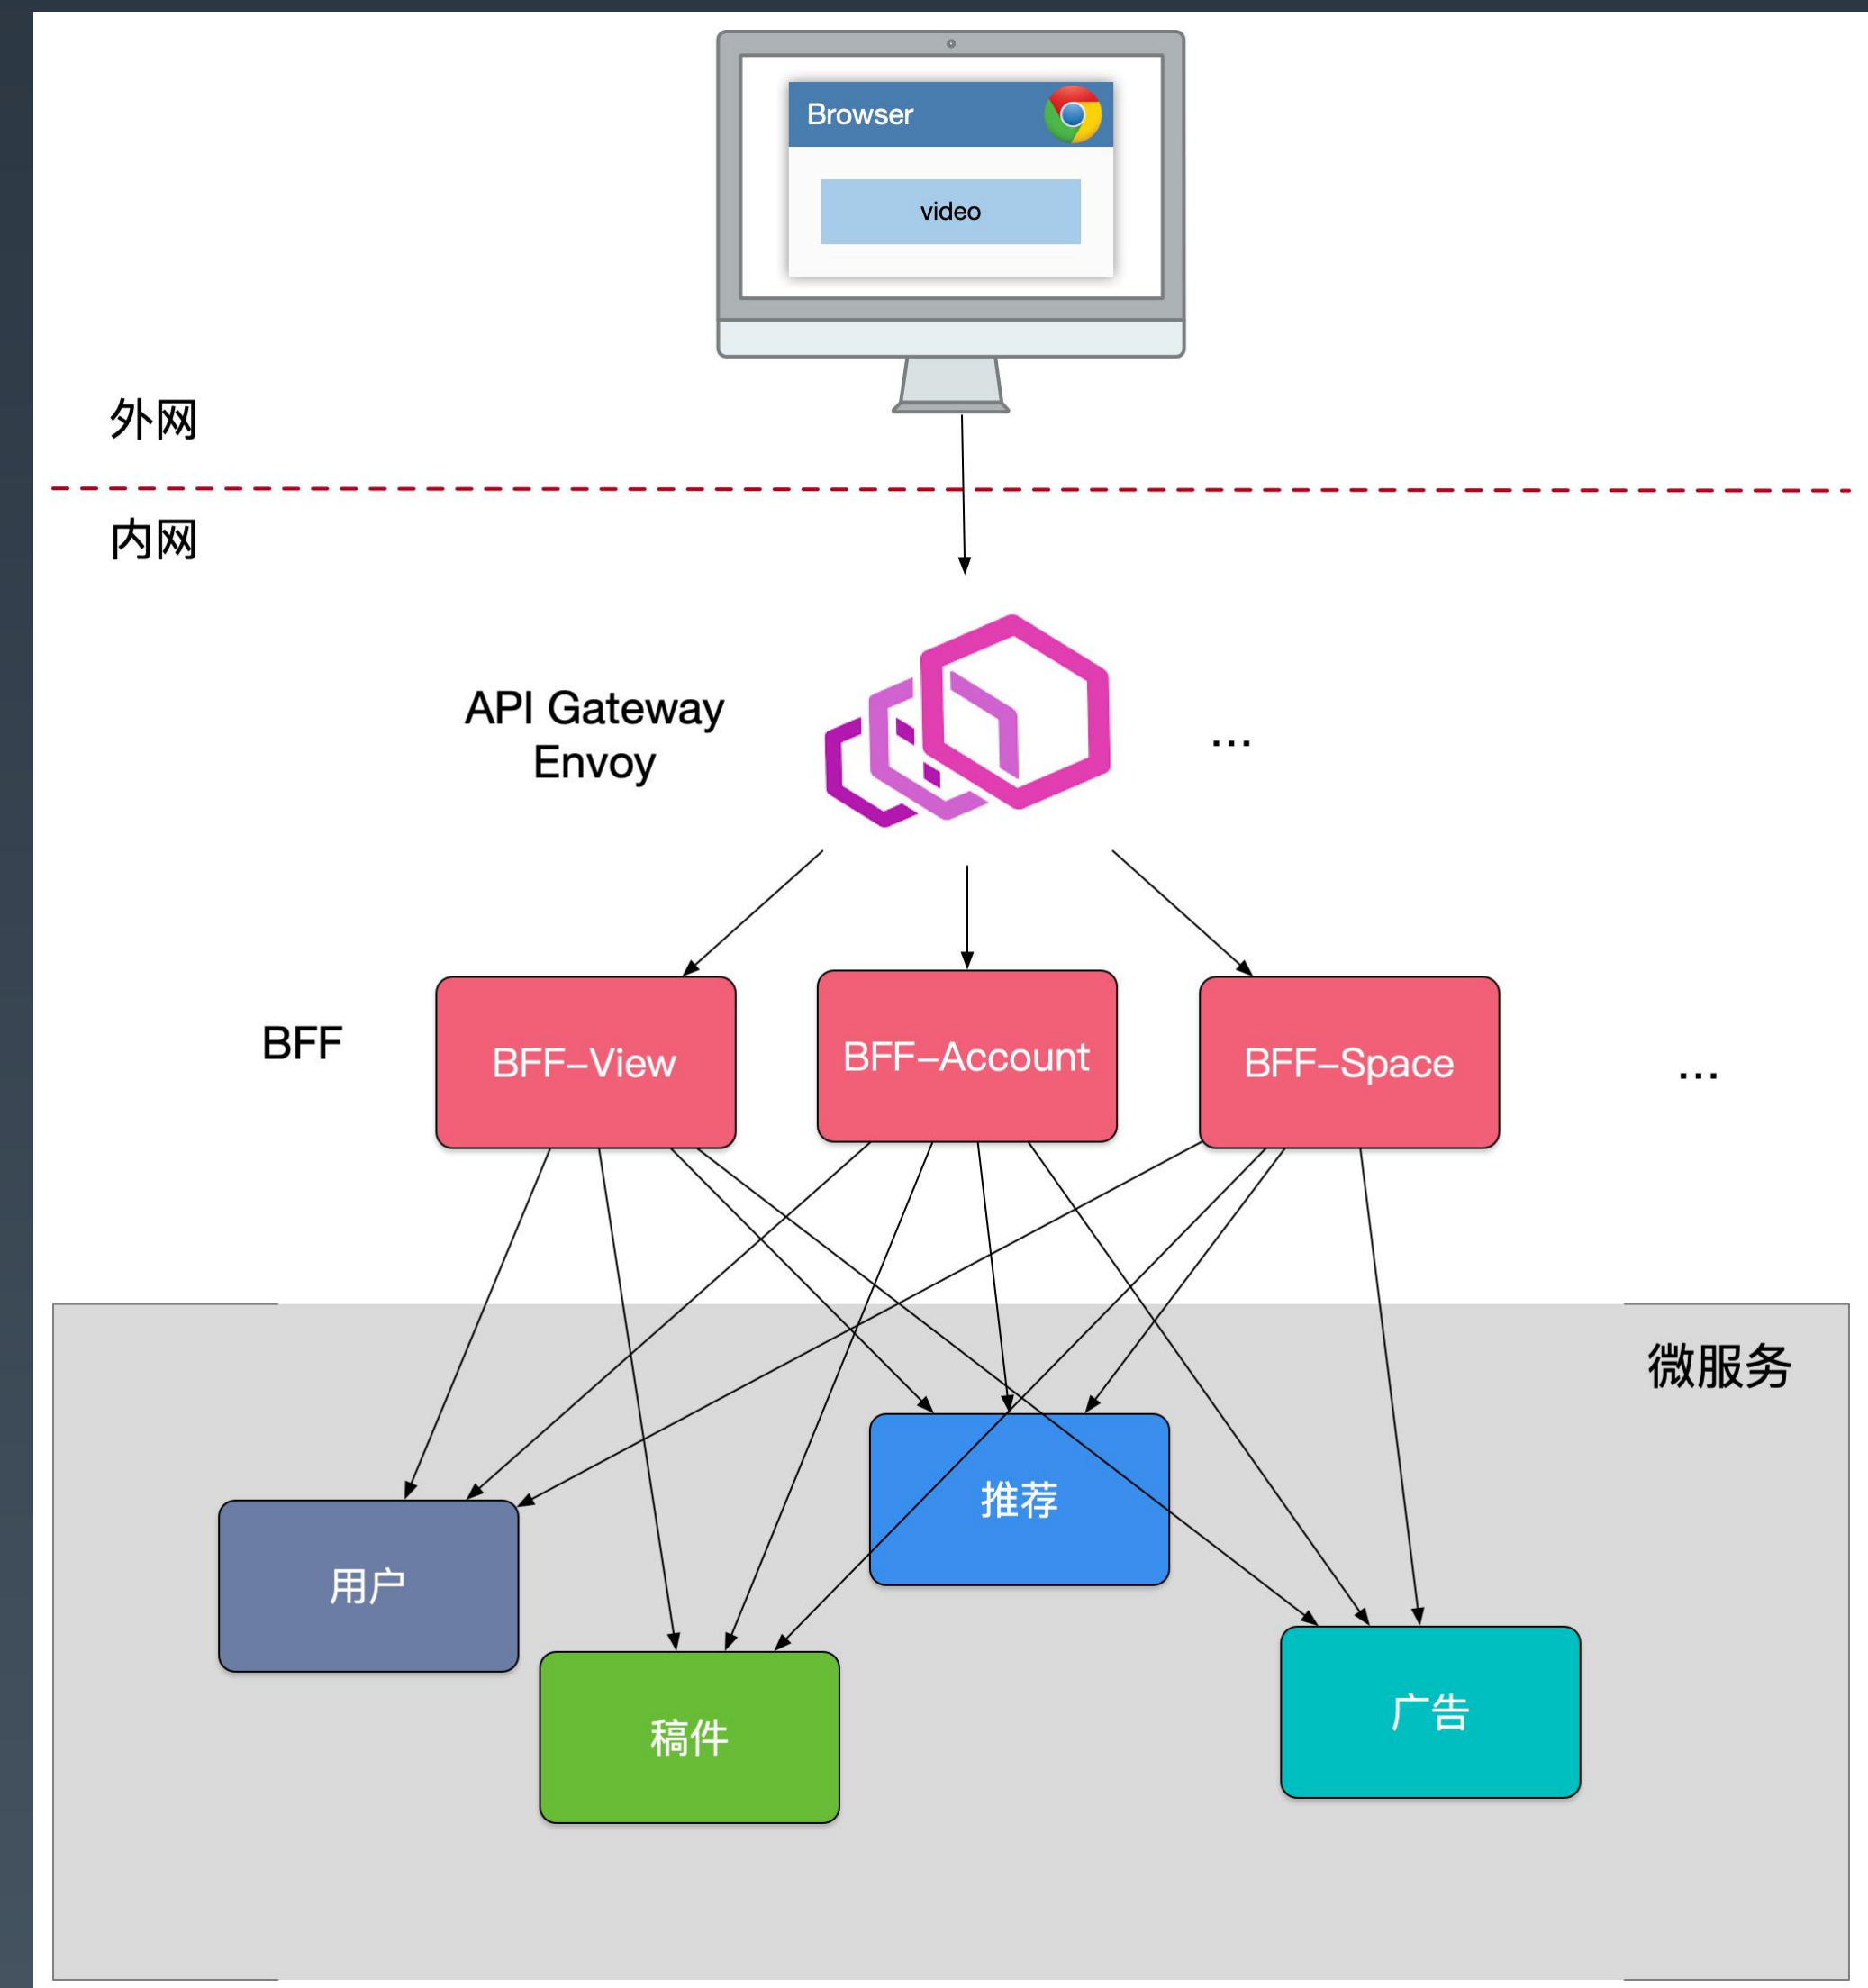 Browser
video
外网
内网
API Gateway
Envoy
...
BFF
BFF–View
BFF–Account
BFF–Space
...
微服务
推荐
用户
稿件
广告